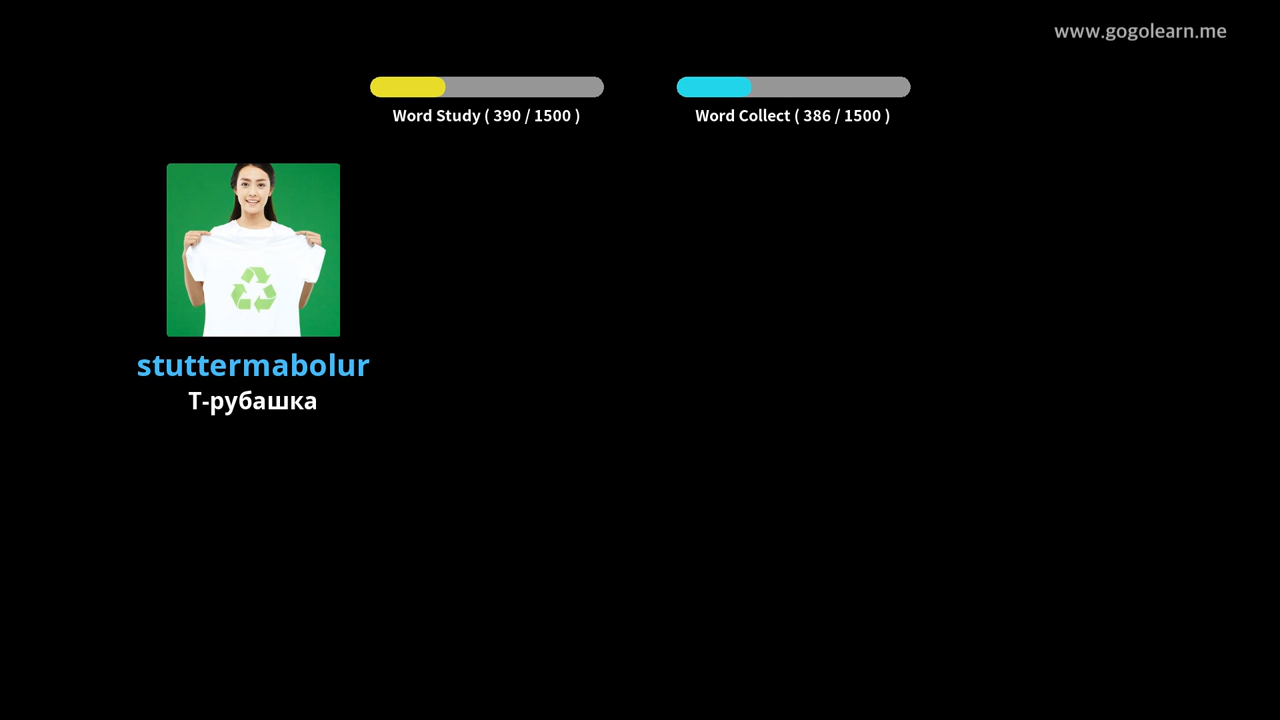 www.gogolearn.me
Word Study ( 390 / 1500 )
Word Collect ( 386 / 1500 )
stuttermabolur
Т-рубашка